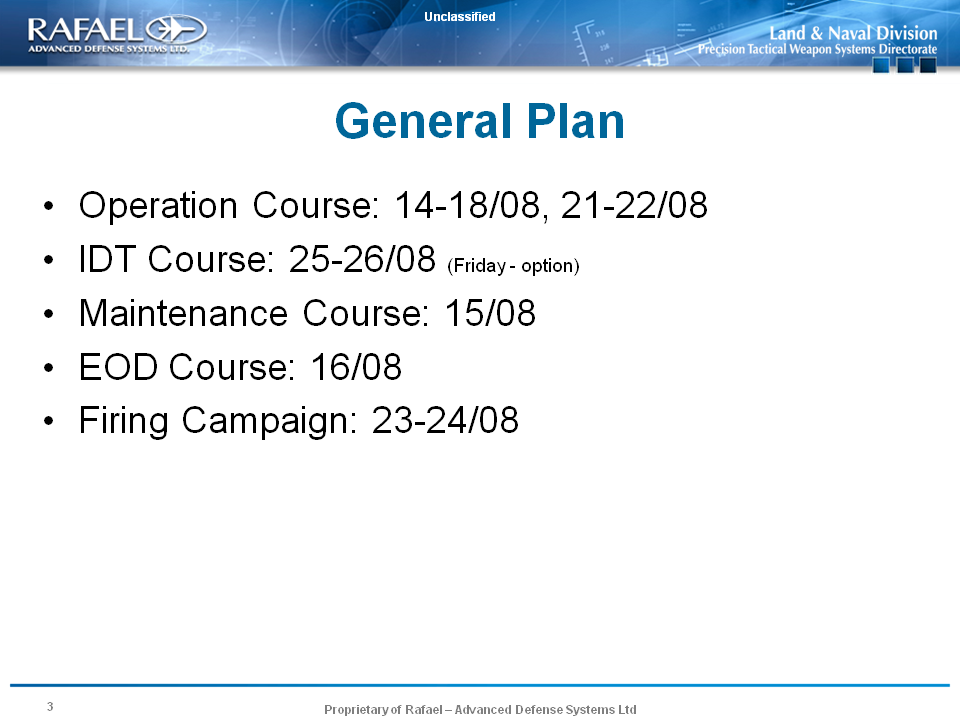 Unclassified
RAFAEL
ADVANCED DEFENSE SYSTEMS LTD.
Land & Naval Division
Precision Tactical Weapon Systems Directorate
General Plan
• Operation Course: 14-18/08, 21-22/08
• IDT Course: 25-26/08 (Friday - option)
• Maintenance Course: 15/08
• EOD Course: 16/08
• Firing Campaign: 23-24/08
3
Proprietary of Rafael – Advanced Defense Systems Ltd